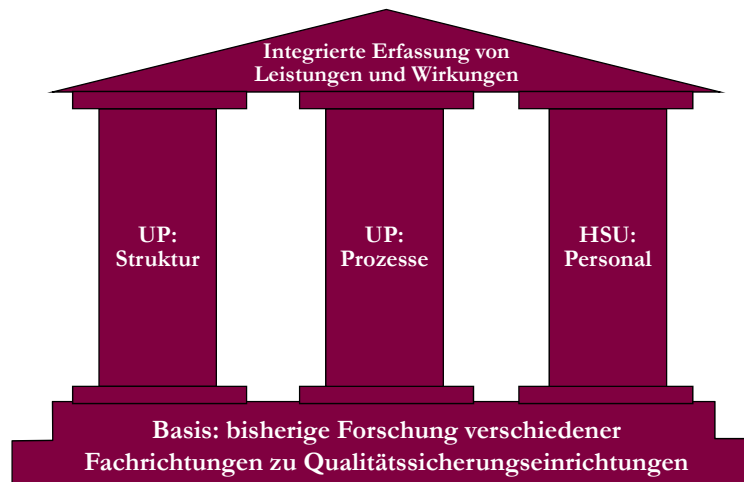 Integrierte Erfassung von
Leistungen und Wirkungen
UP:
Struktur
UP:
Prozesse
HSU:
Personal
Basis: bisherige Forschung verschiedener
Fachrichtungen zu Qualitätssicherungseinrichtungen